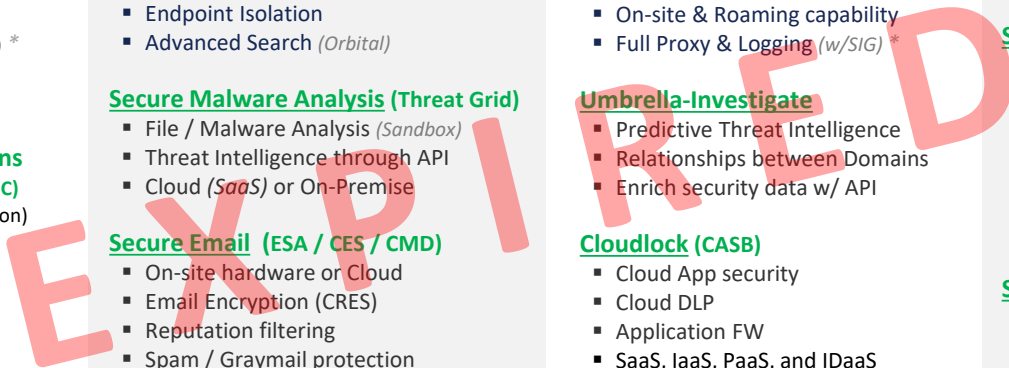 ) *
ns
C)
on)
Endpoint Isolation
Advanced Search (Orbital)
Secure Malware Analysis (Threat Grid)
File / Malware Analysis (Sandbox)
Threat Intelligence through API
Cloud (SaaS) or On-Premise
Secure Email (ESA / CES / CMD)
On-site hardware or Cloud
Email Encryption (CRES)
Reputation filtering
Spam / Graymail protection
On-site & Roaming capability
Full Proxy & Logging (w/SIG) *
Umbrella-Investigate
Predictive Threat Intelligence
Relationships between Domains
Enrich security data w/ API
Cloudlock (CASB)
Cloud App security
Cloud DLP
Application FW
SaaS, IaaS, PaaS, and IDaaS
S
S
EXPIRED